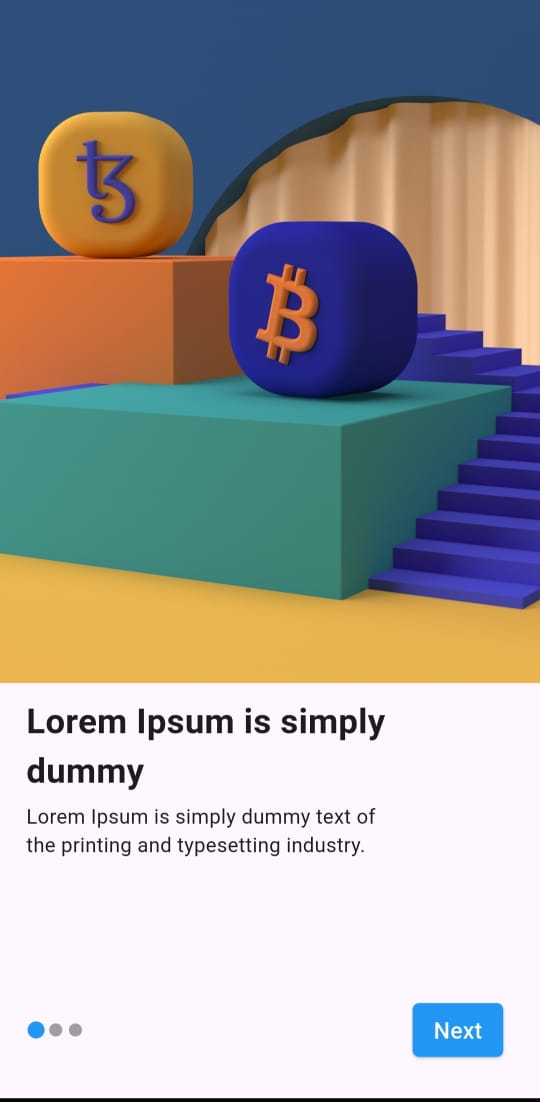 Lorem Ipsum is simply
dummy
Lorem Ipsum is simply dummy text of
the printing and typesetting industry.
Next